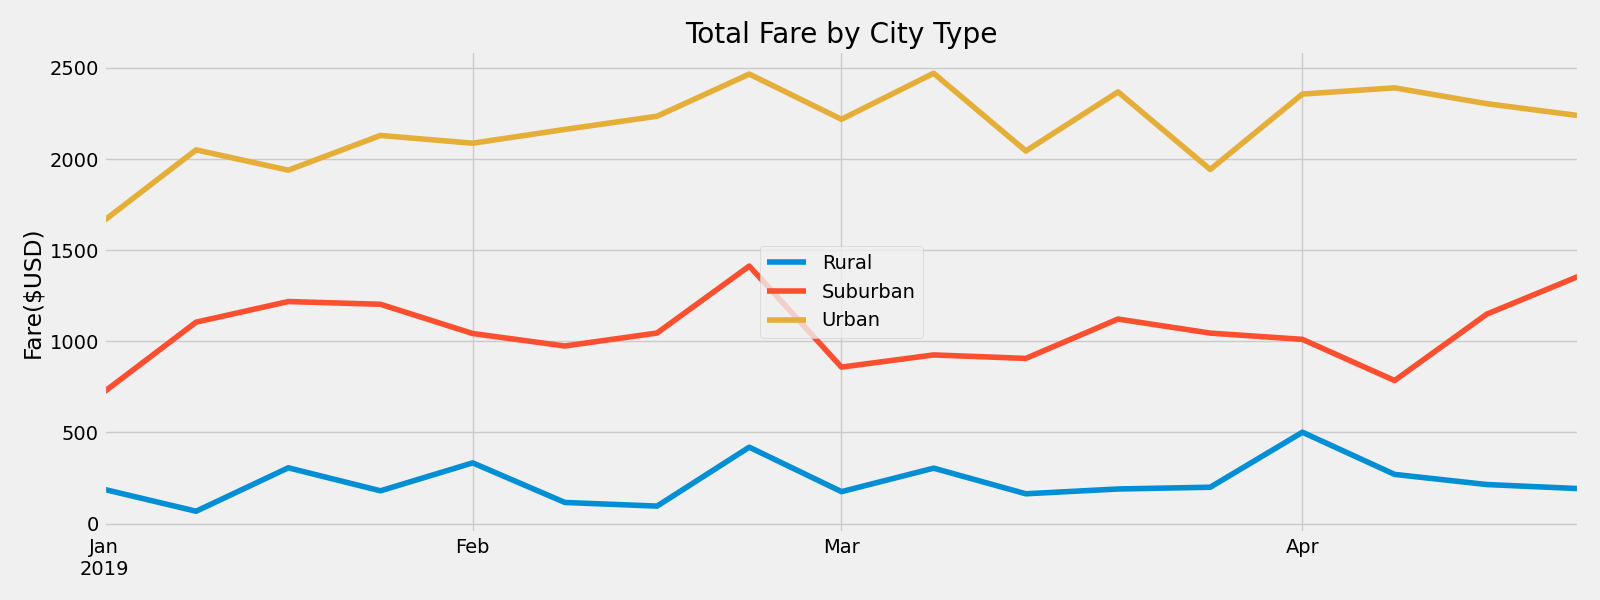 Total Fare by City Type
Fare($USD)
2500
2000
1500
1000
500
0
Rural
Suburban
Urban
Jan Feb Mar Apr
2019